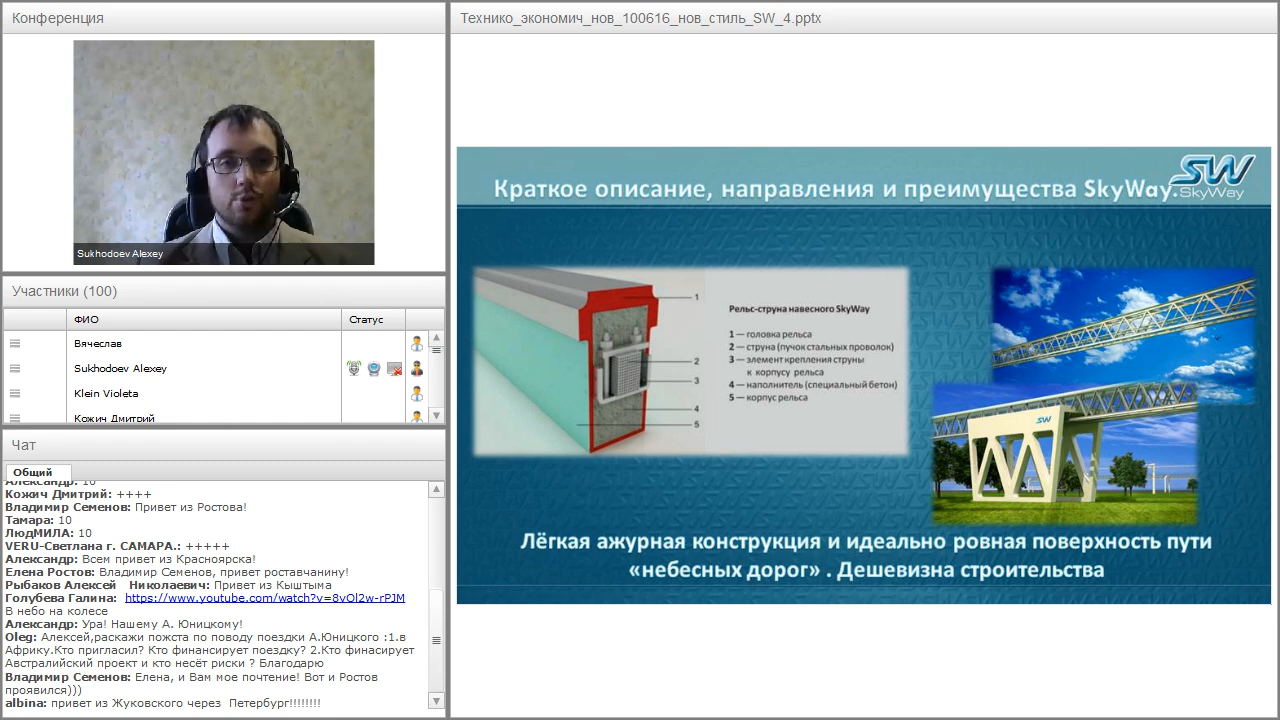 Конференция
Sukhodoev Alexey
Участники (100)
ФИО
Статус
Вячеслав
Sukhodoev Alexey
Klein Violeta
Кожич Дмитрий
Чат
Общий
Александр: 10
Кожич Дмитрий: ++++
Владимир Семенов: Привет из Ростова!
Тамара: 10
ЛюдМИЛА: 10
VERU-Светлана г. САМАРА.: +++++
Александр: Всем привет из Красноярска!
Елена Ростов: Владимир Семенов, привет роставчанину!
Рыбаков Алексей Николаевич: Привет из Кыштыма
Голубева Галина: https://www.youtube.com/watch?v=8vOl2w-rPJM
В небо на колесе
Александр: Ура! Нашему А. Юницкому!
Oleg: Алексей,раскажи пожста по поводу поездки А.Юницкого :1.в
Африку.Кто пригласил? Кто финансирует поездку? 2.Кто финасирует
Австралийский проект и кто несёт риски ? Благодарю
Владимир Семенов: Елена, и Вам мое почтение! Вот и Ростов
проявился)))
albina: привет из Жуковского через Петербург!!!!!!!!
Технико_экономич_нов_100616_нов_стиль_SW_4.pptx
Краткое описание, направления и преимущества SkyWay.
SW
SkyWay
Рельс-струна навесного SkyWay
1 — головка рельса
2 — струна (пучок стальных проволок)
3 — элемент крепления струны
к корпусу рельса
4 — наполнитель (специальный бетон)
5 — корпус рельса
1
2
3
4
5
SW
Лёгкая ажурная конструкция и идеально ровная поверхность пути
«небесных дорог» . Дешевизна строительства